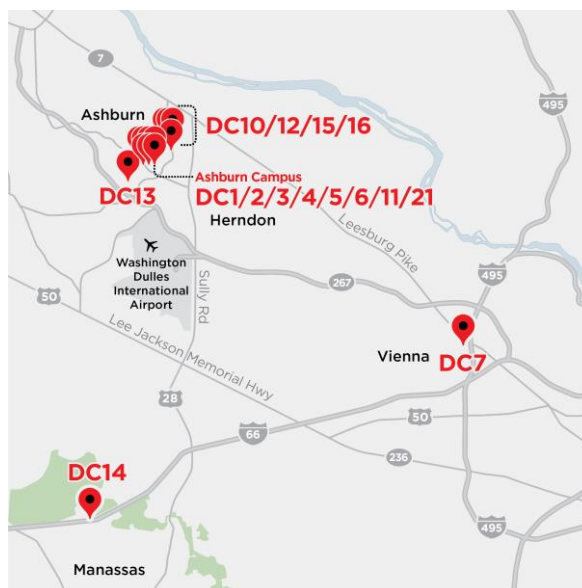 7
495
Ashburn
DC10/12/15/16
Ashburn Campus
DC1/2/3/4/5/6/11/21
DC13
Herndon
Leesburg Pike
Washington
Dulles
International
Airport
Sully Rd
267
495
50
Lee Jackson Memorial Hwy
Vienna
DC7
28
50
66
236
DC14
495
Manassas